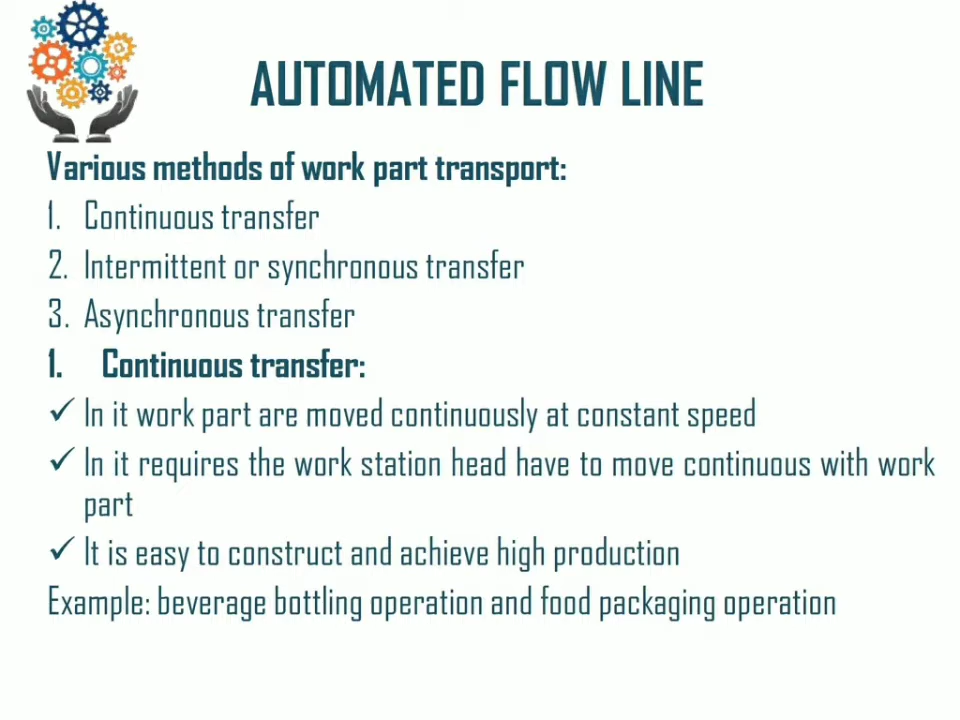 AUTOMATED FLOW LINE
Various methods of work part transport:
1. Continuous transfer
2. Intermittent or synchronous transfer
3. Asynchronous transfer
1. Continuous transfer:
✓ In it work part are moved continuously at constant speed
✓ In it requires the work station head have to move continuous with work
part
✓ It is easy to construct and achieve high production
Example: beverage bottling operation and food packaging operation